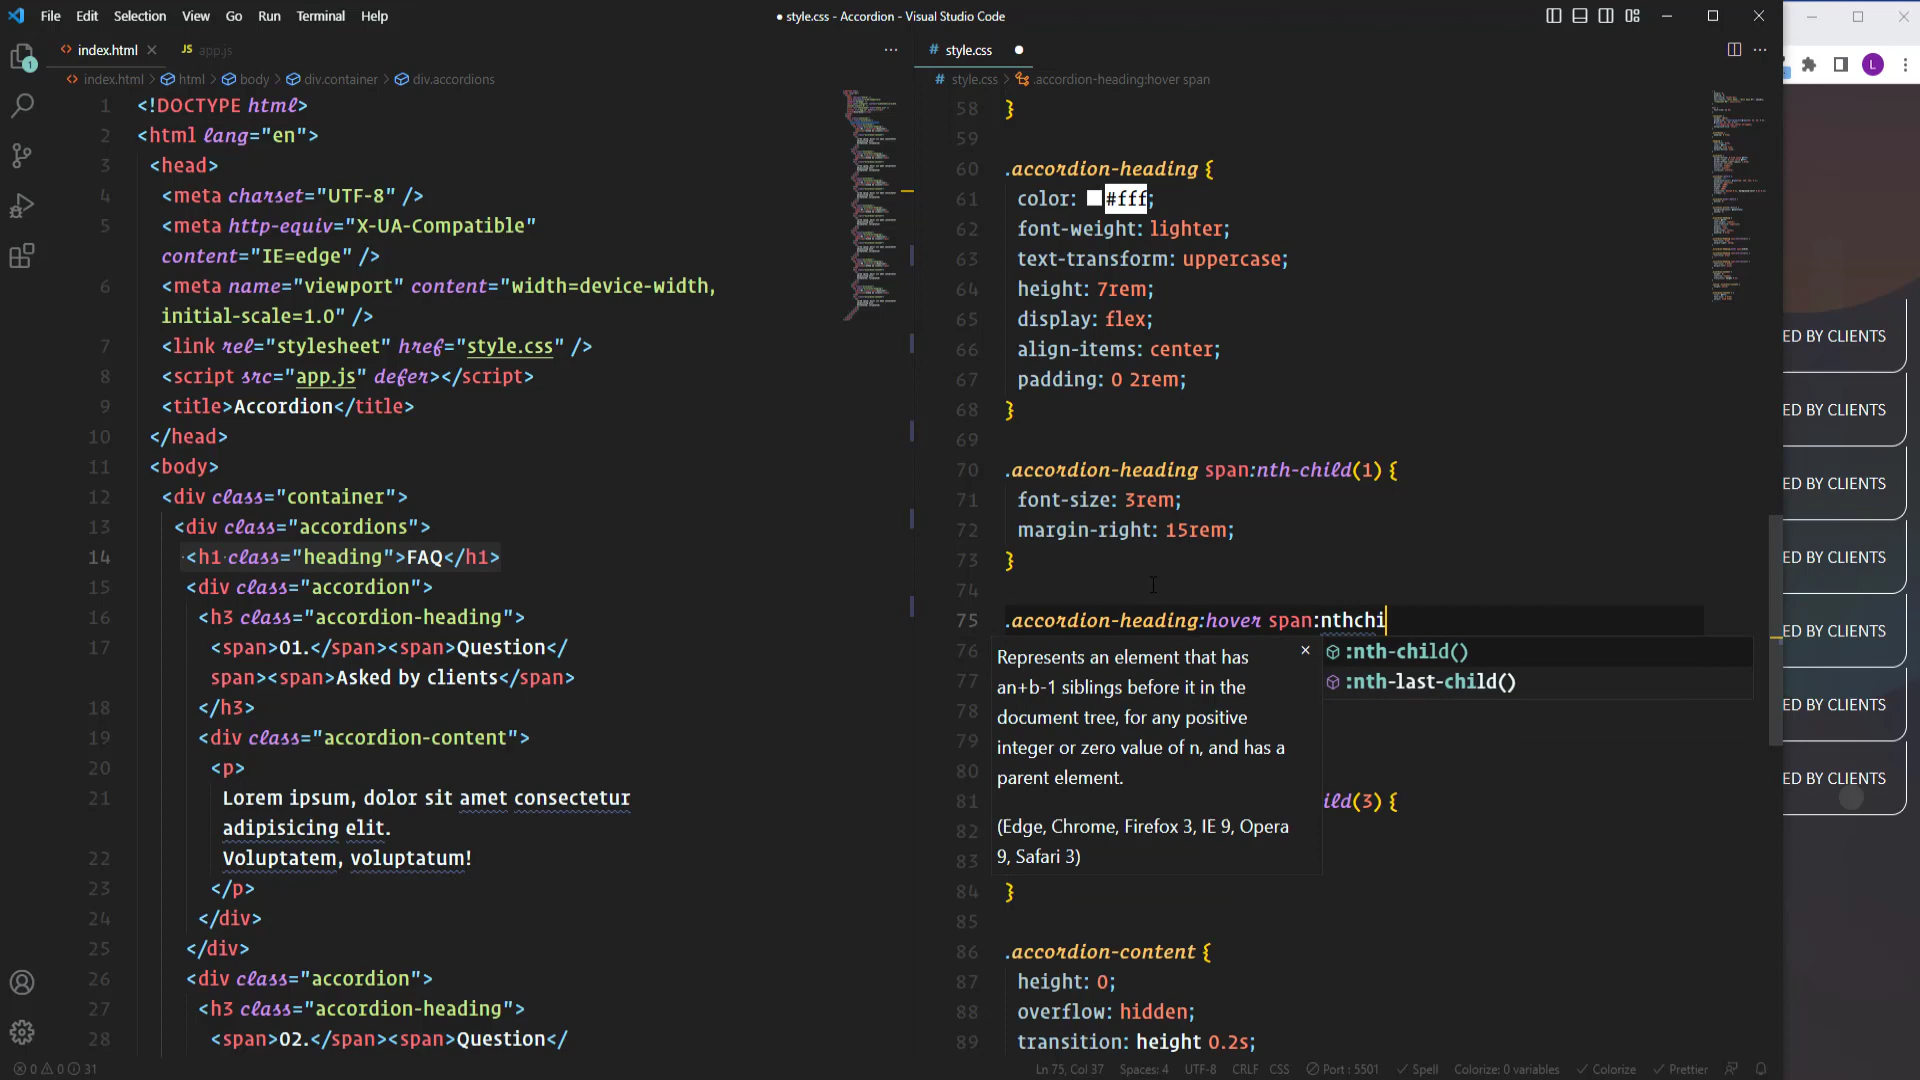 File Edit Selection View Go Run Terminal Help
● style.css - Accordion - Visual Studio Code
<> index.html
JS app.js
# style.css
<> index.html > html > body > div.container > div.accordions
# style.css > .accordion-heading:hover span
1 <!DOCTYPE html>
2 <html lang="en">
3 <head>
4 <meta charset="UTF-8" />
5 <meta http-equiv="X-UA-Compatible"
content="IE=edge" />
6 <meta name="viewport" content="width=device-width,
initial-scale=1.0" />
7 <link rel="stylesheet" href="style.css" />
8 <script src="app.js" defer></script>
9 <title>Accordion</title>
10 </head>
11 <body>
12 <div class="container">
13 <div class="accordions">
14 <h1 class="heading">FAQ</h1>
15 <div class="accordion">
16 <h3 class="accordion-heading">
17 <span>01.</span><span>Question</
span><span>Asked by clients</span>
18 </h3>
19 <div class="accordion-content">
20 <p>
21 Lorem ipsum, dolor sit amet consectetur
adipisicing elit.
22 Voluptatem, voluptatum!
23 </p>
24 </div>
25 </div>
26 <div class="accordion">
27 <h3 class="accordion-heading">
28 <span>02.</span><span>Question</
58 }
59
60 .accordion-heading {
61 color: #fff;
62 font-weight: lighter;
63 text-transform: uppercase;
64 height: 7rem;
65 display: flex;
66 align-items: center;
67 padding: 0 2rem;
68 }
69
70 .accordion-heading span:nth-child(1) {
71 font-size: 3rem;
72 margin-right: 15rem;
73 }
74
75 .accordion-heading:hover span:nthchi
76
77
78
79
80
81 ild(3) {
82
83
84 }
85
86 .accordion-content {
87 height: 0;
88 overflow: hidden;
89 transition: height 0.2s;
Represents an element that has
an+b-1 siblings before it in the
document tree, for any positive
integer or zero value of n, and has a
parent element.
(Edge, Chrome, Firefox 3, IE 9, Opera
9, Safari 3)
:nth-child()
:nth-last-child()
L
ED BY CLIENTS
ED BY CLIENTS
ED BY CLIENTS
ED BY CLIENTS
ED BY CLIENTS
ED BY CLIENTS
ED BY CLIENTS
1
0 0 31
Ln 75, Col 37 Spaces: 4 UTF-8 CRLF CSS Port : 5501 Spell Colorize: 0 variables Colorize Prettier